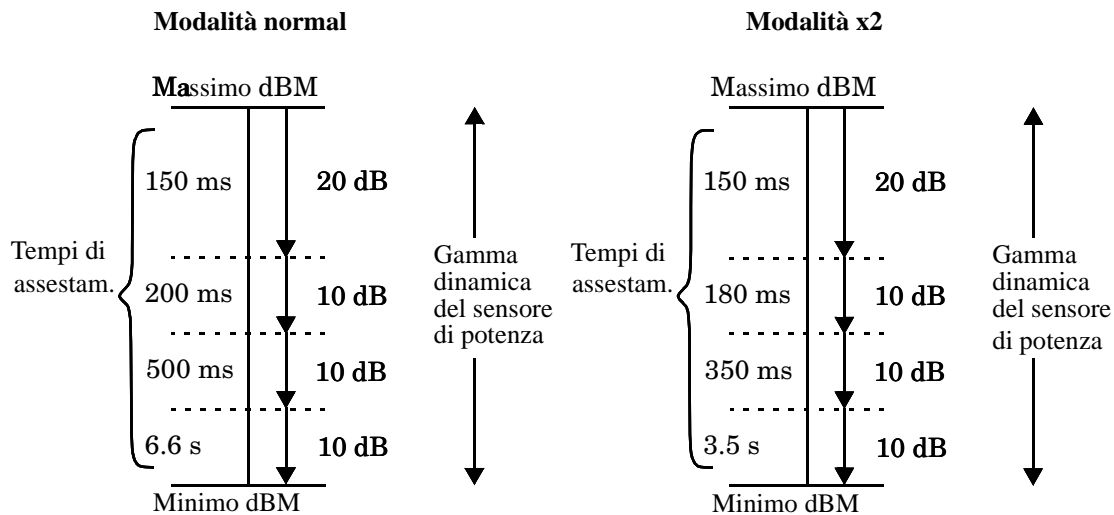 Modalità normal
Massimo dBM
150 ms
20 dB
Tempi di
assestam.
200 ms
10 dB
500 ms
10 dB
6.6 s
10 dB
Minimo dBM
Gamma
dinamica
del sensore
di potenza
Modalità x2
Massimo dBM
150 ms
20 dB
Tempi di
assestam.
180 ms
10 dB
350 ms
10 dB
3.5 s
10 dB
Minimo dBM
Gamma
dinamica
del sensore
di potenza